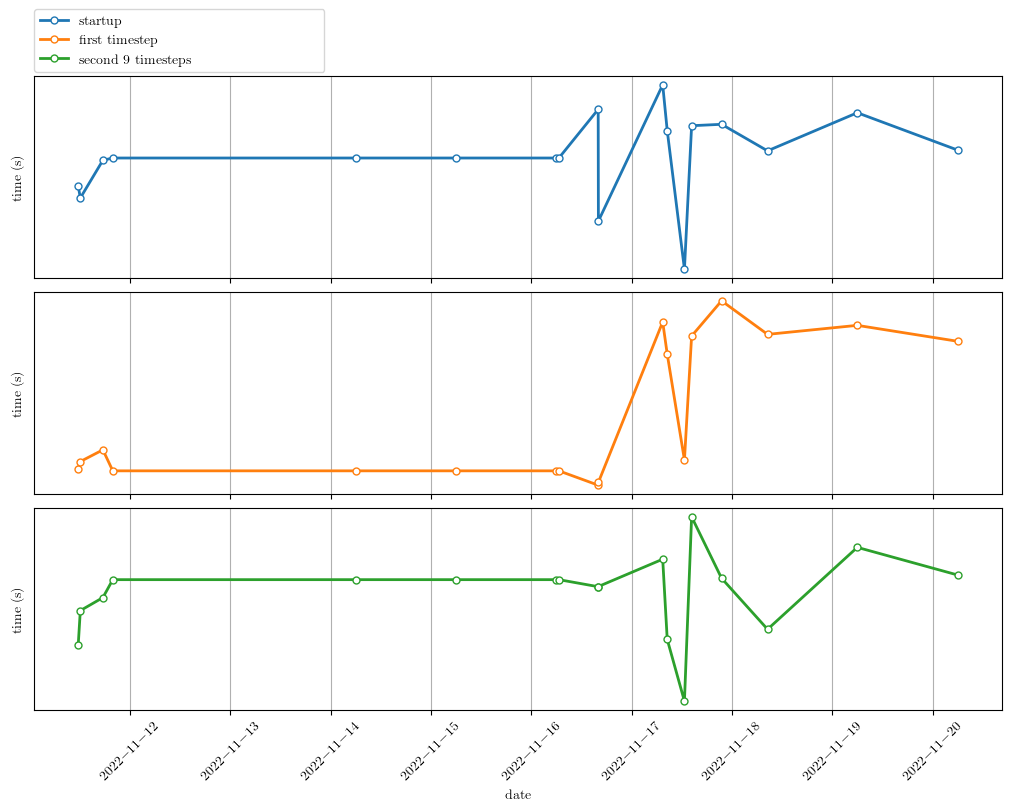 startup
first timestep
second 9 timesteps
time (s)
time (s)
time (s)
2022−11−12
2022−11−13
2022−11−14
2022−11−15
2022−11−16
2022−11−17
2022−11−18
2022−11−19
2022−11−20
date